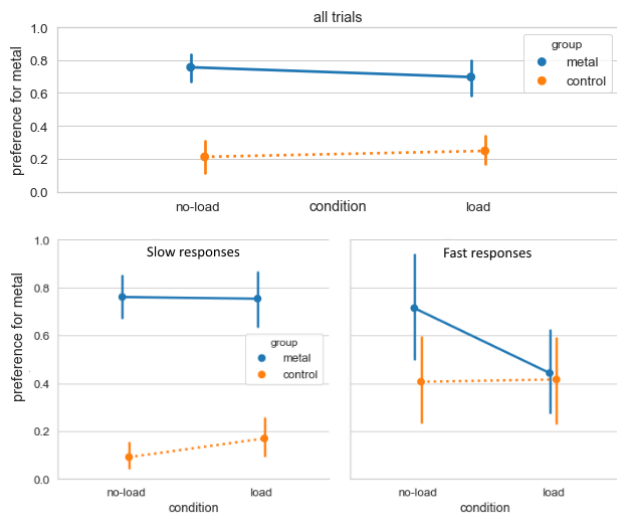 all trials
preference for metal
1.0
0.8
0.6
0.4
0.2
0.0
group
metal
control
no-load
condition
load
preference for metal
1.0
0.8
0.6
0.4
0.2
0.0
Slow responses
group
metal
control
no-load
load
condition
Fast responses
no-load
load
condition